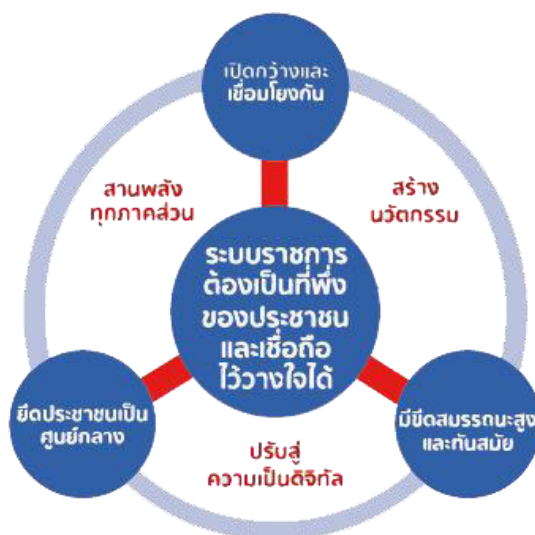 เปิดกว้างและ
เชื่อมโยงกัน
สานพลัง
ทุกภาคส่วน
สร้าง
นวัตกรรม
ระบบราชการ
ต้องเป็นที่พึ่ง
ของประชาชน
และเชื่อถือ
ไว้วางใจได้
ยึดประชาชนเป็น
ศูนย์กลาง
มีขีดสมรรถนะสูง
และทันสมัย
ปรับสู่
ความเป็นดิจิทัล